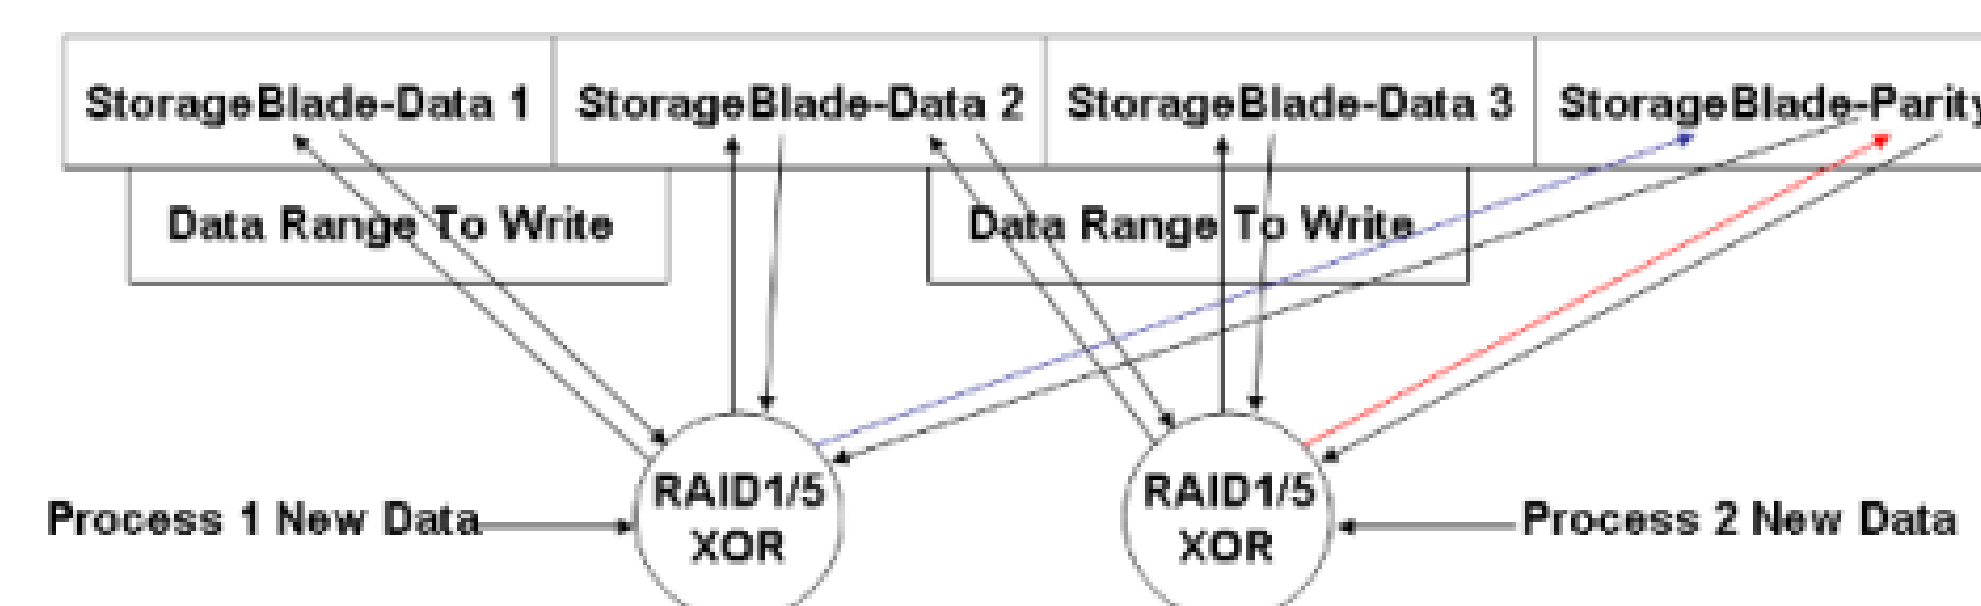 StorageBlade-Data 1 StorageBlade-Data 2 StorageBlade-Data 3 StorageBlade-Parity
Data Range To Write Data Range To Write
RAID1/5 RAID1/5
XOR XOR
Process 1 New Data Process 2 New Data